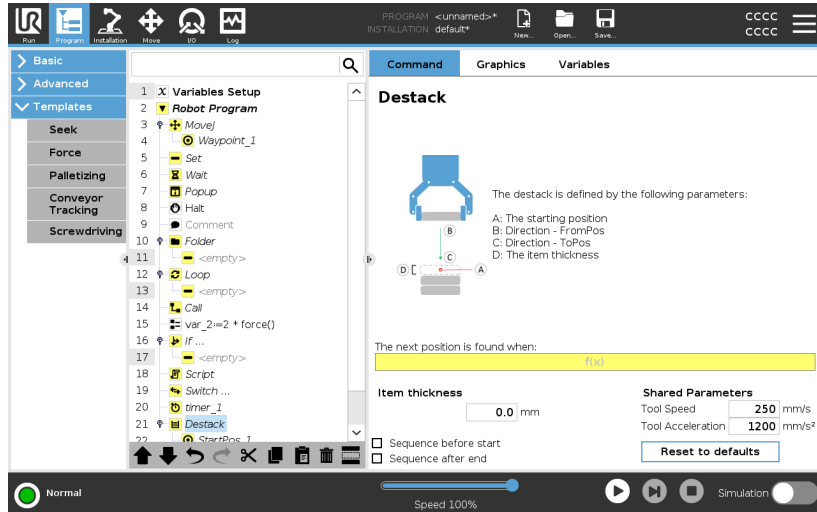 PROGRAM <unnamed>*
INSTALLATION default*
CCCC
CCCC
Run
Program
Installation
Move
I/O
Log
New...
Open...
Save...
Basic
Advanced
Templates
Seek
Force
Palletizing
Conveyor
Tracking
Screwdriving
1 X Variables Setup
2 Robot Program
3 MoveJ
4 Waypoint_1
5 Set
6 Wait
7 Popup
8 Halt
9 Comment
10 Folder
11 <empty>
12 Loop
13 <empty>
14 Call
15 var_2≔2 * force()
16 If ...
17 <empty>
18 Script
19 Switch ...
20 timer_1
21 Destack
22 StartPos_1
Command
Graphics
Variables
Destack
B
C
D
A
The destack is defined by the following parameters:
A: The starting position
B: Direction - FromPos
C: Direction - ToPos
D: The item thickness
The next position is found when:
f(x)
Item thickness
0.0 mm
Sequence before start
Sequence after end
Shared Parameters
Tool Speed 250 mm/s
Tool Acceleration 1200 mm/s²
Reset to defaults
Normal
Speed 100%
Simulation